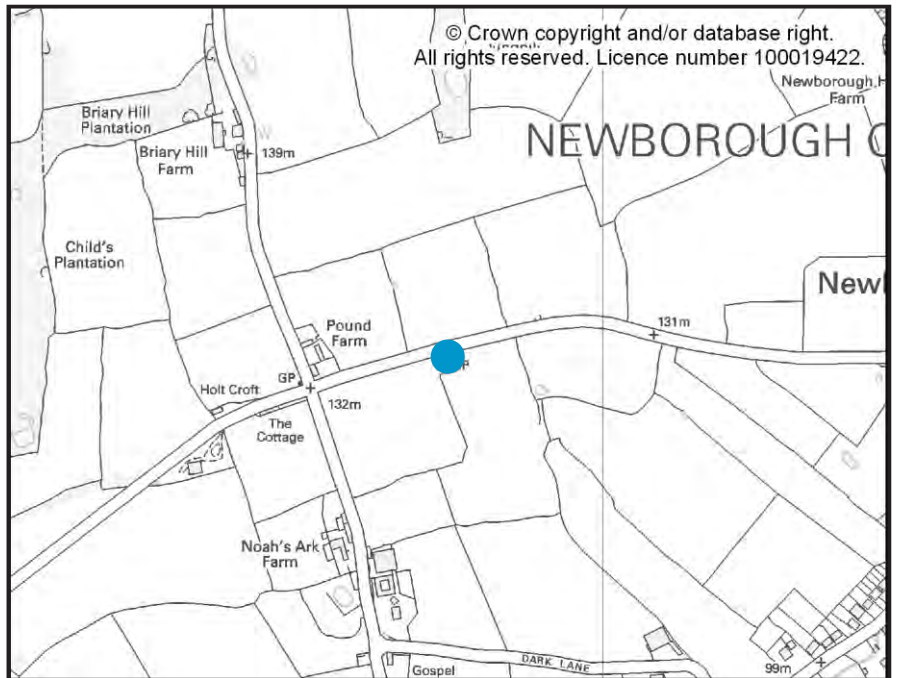 © Crown copyright and/or database right.
All rights reserved. Licence number 100019422.
Newborough
Farm
Briary Hill
Plantation
NEWBOROUGH C
Briary Hill
Farm
139m
Child's
Plantation
Newl
131m
Pound
Farm
GP
Holt Croft
132m
The
Cottage
Noah's Ark
Farm
DARK LANE
Gospel
99m